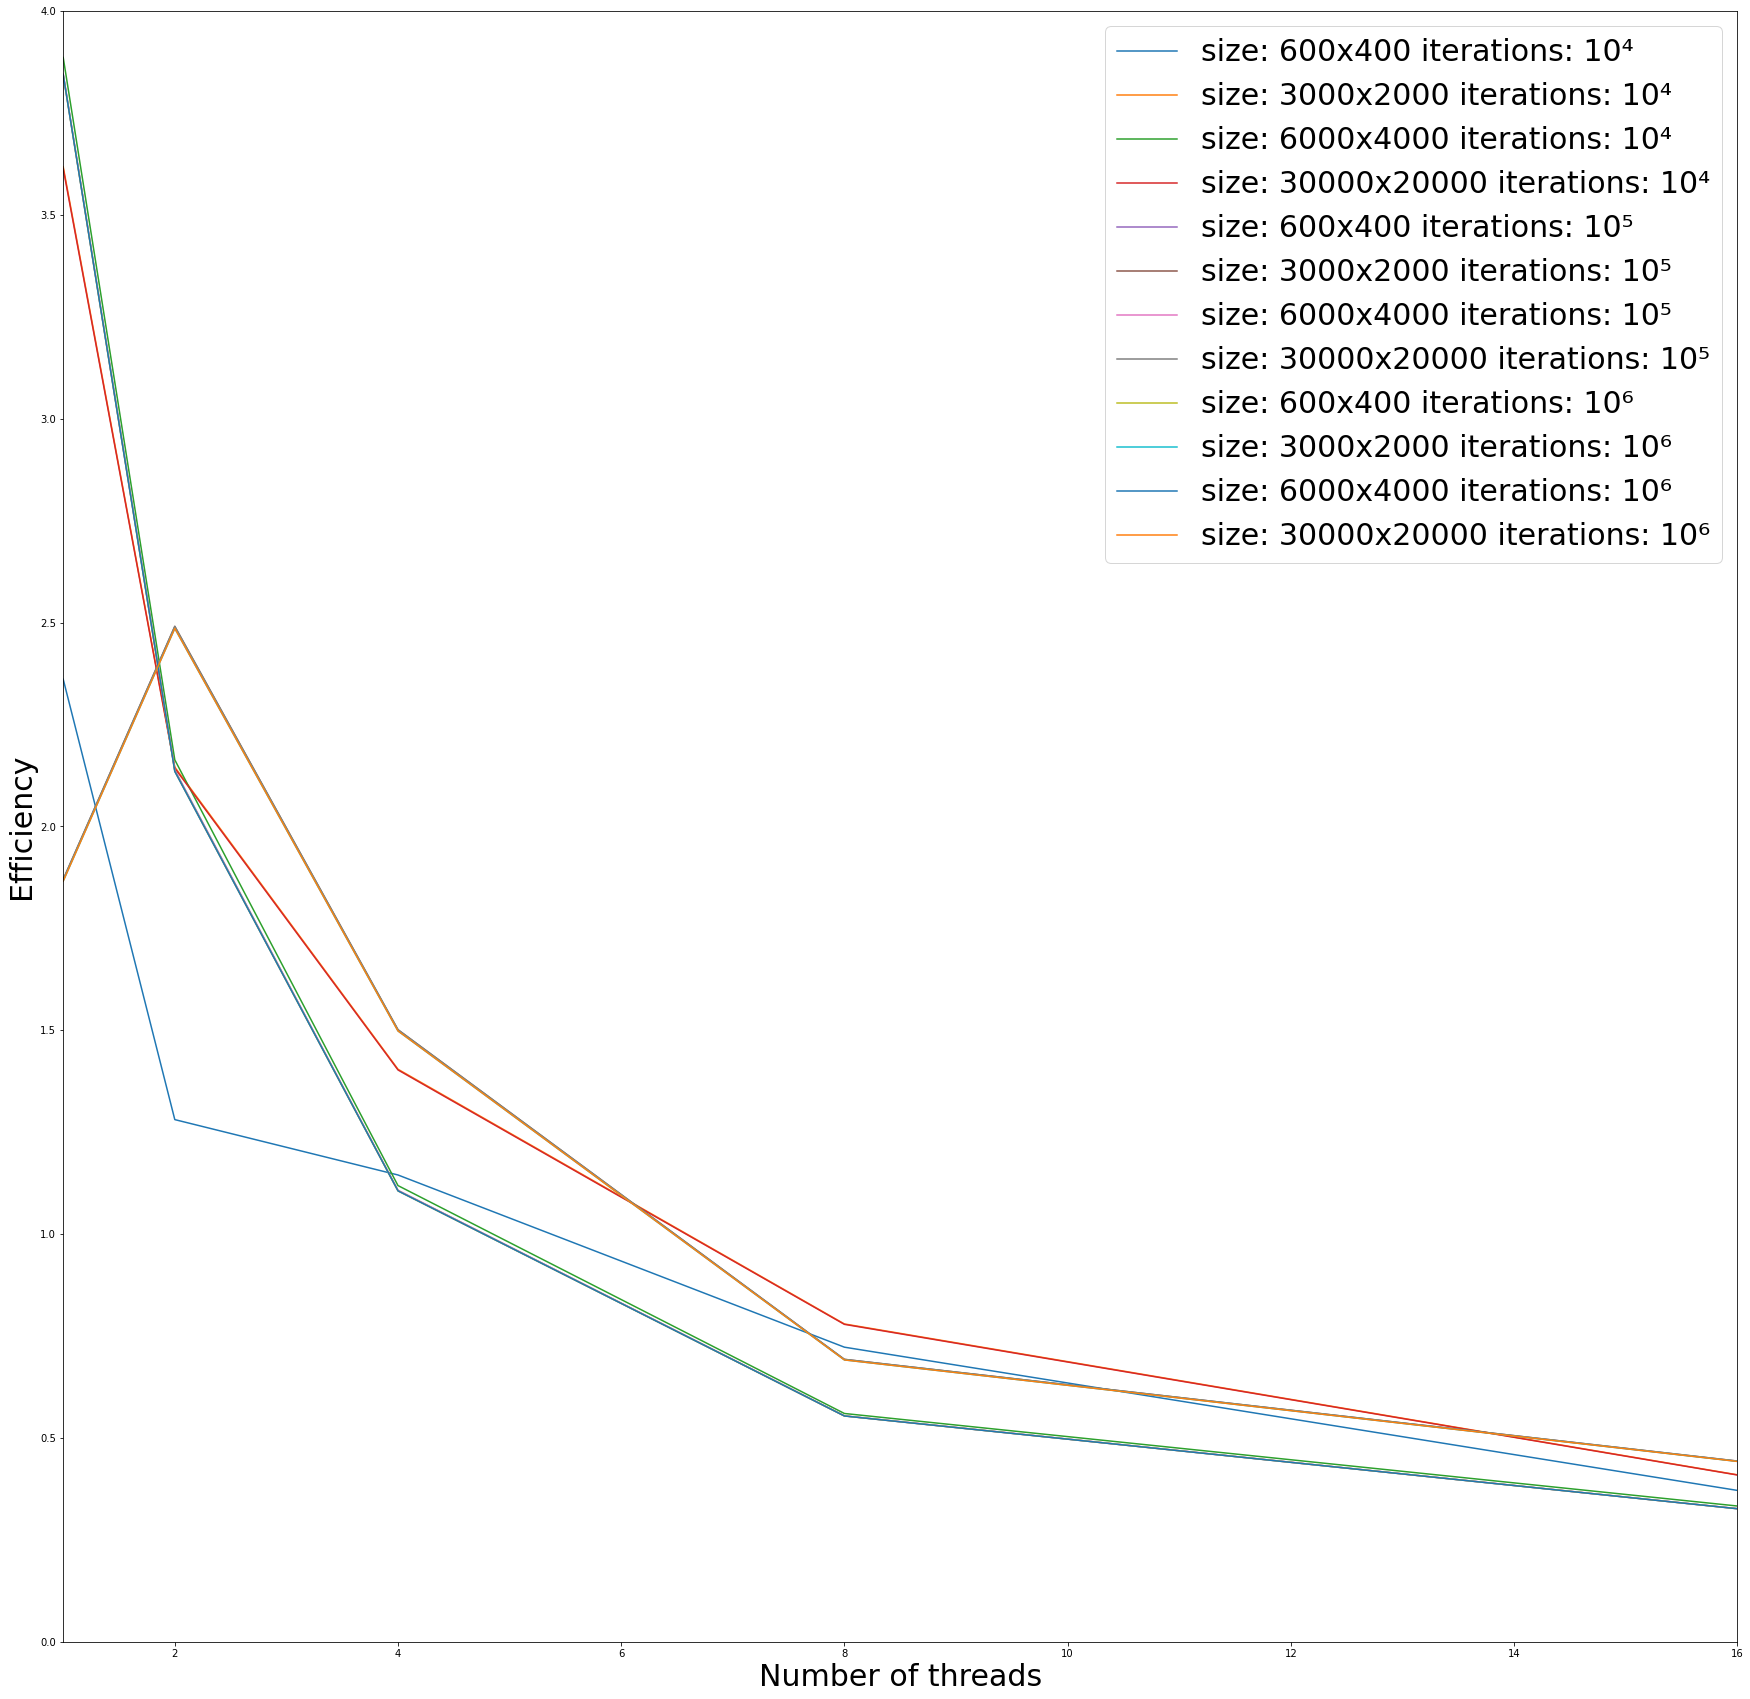 4.0
3.5
3.0
2.5
2.0
1.5
1.0
0.5
0.0
Efficiency
size: 600x400 iterations: 10⁴
size: 3000x2000 iterations: 10⁴
size: 6000x4000 iterations: 10⁴
size: 30000x20000 iterations: 10⁴
size: 600x400 iterations: 10⁵
size: 3000x2000 iterations: 10⁵
size: 6000x4000 iterations: 10⁵
size: 30000x20000 iterations: 10⁵
size: 600x400 iterations: 10⁶
size: 3000x2000 iterations: 10⁶
size: 6000x4000 iterations: 10⁶
size: 30000x20000 iterations: 10⁶
2 4 6 8 10 12 14 16
Number of threads